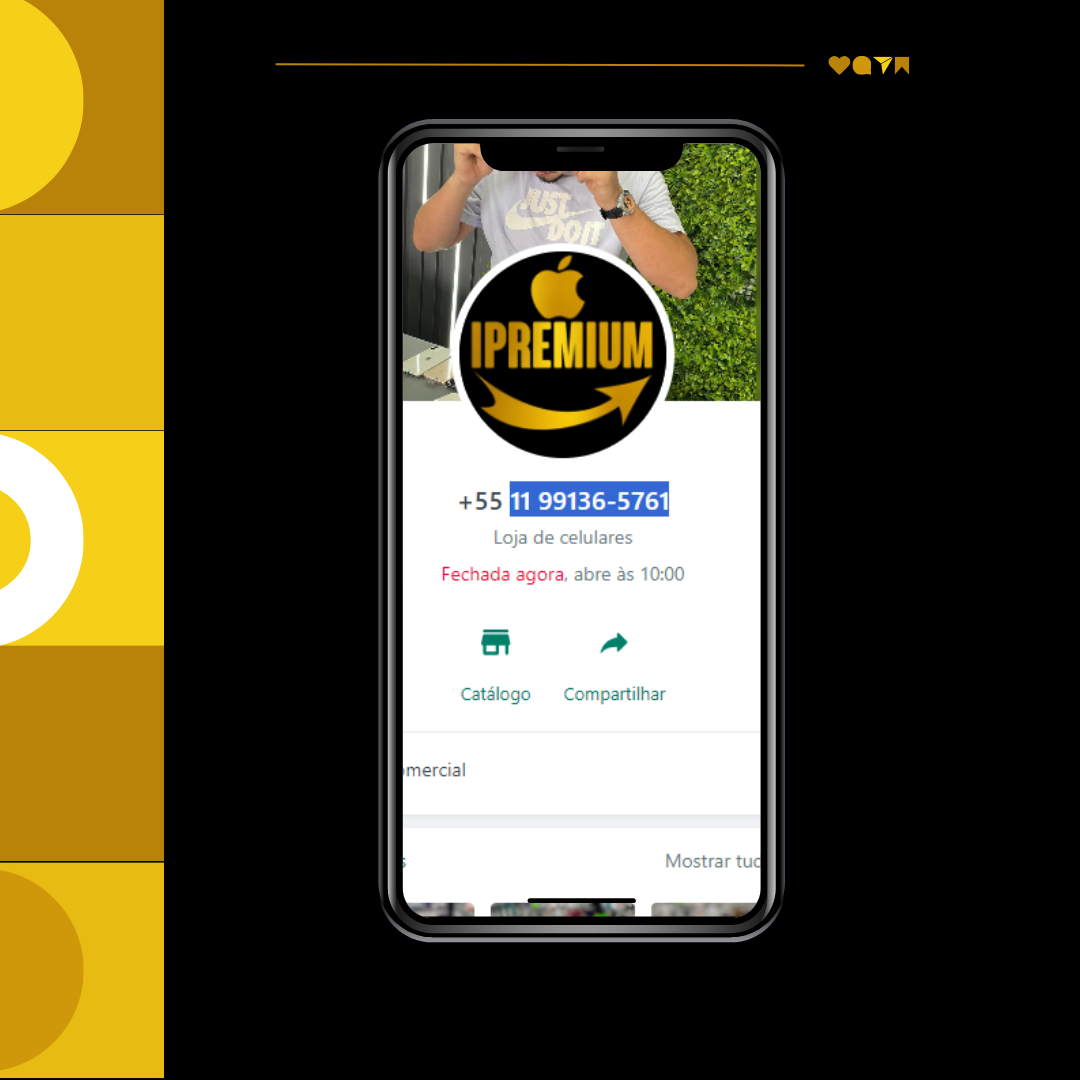 JUST
DO IT
IPREMIUM
+55 11 99136-5761
Loja de celulares
Fechada agora, abre às 10:00
Catálogo Compartilhar
omercial
s Mostrar tud